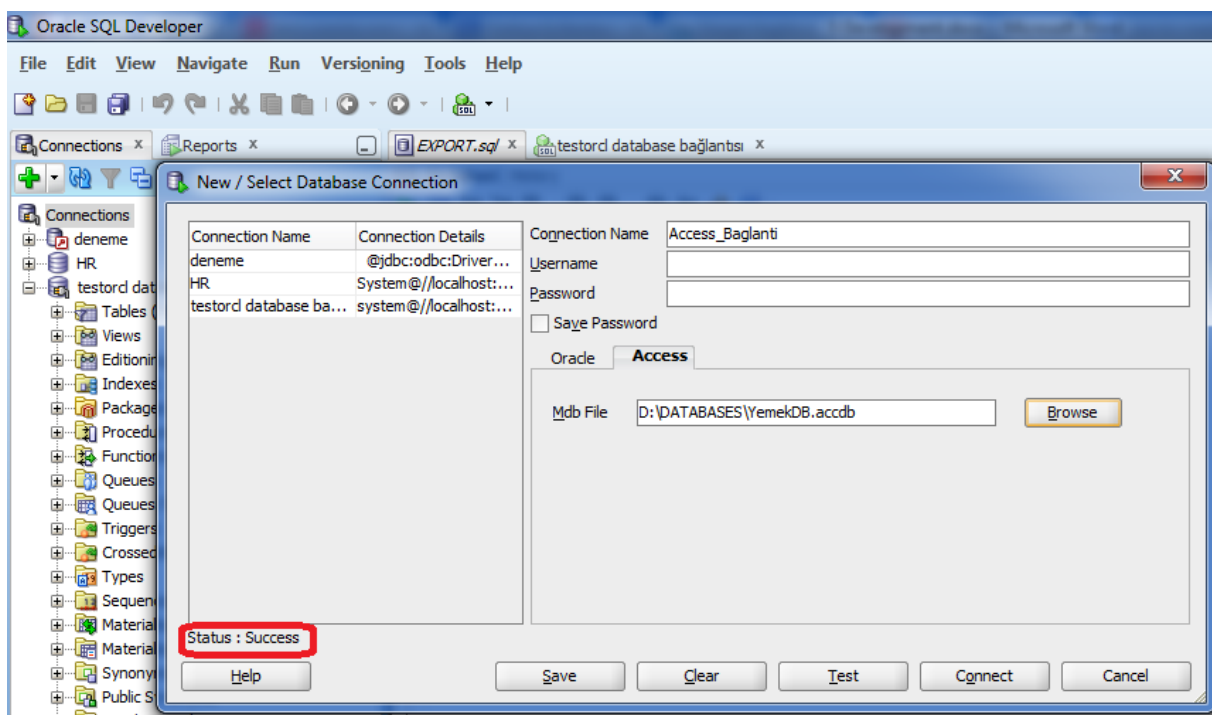 Oracle SQL Developer
File Edit View Navigate Run Versioning Tools Help
Connections x Reports x EXPORT.sql x testord database bağlantısı x
New / Select Database Connection
Connections
deneme
HR
testord dat
Tables (
Views
Editionin
Indexes
Package
Procedu
Function
Queues
Queues
Triggers
Crossed
Types
Sequen
Material
Material
Synony
Public S
Connection Name Connection Details
deneme @jdbc:odbc:Driver...
HR System@//localhost:...
testord database ba... system@//localhost:...
Connection Name Access_Baglanti
Username
Password
Save Password
Oracle Access
Mdb File D:\DATABASES\YemekDB.accdb Browse
Status : Success
Help Save Clear Test Connect Cancel